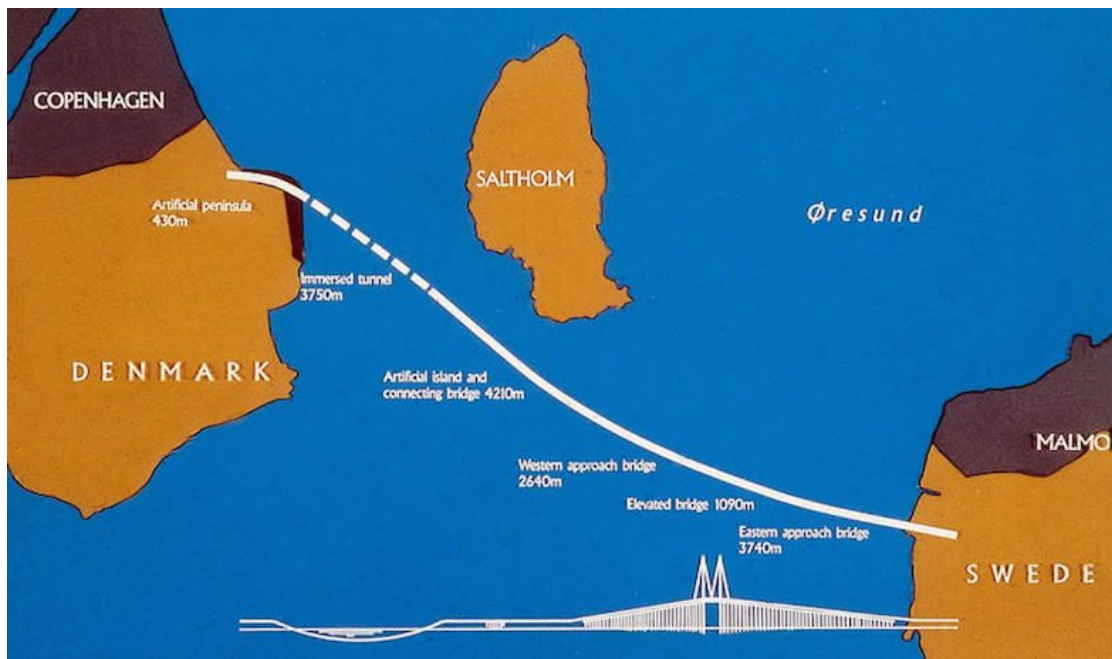 COPENHAGEN
SALTHOLM
Øresund
Artificial peninsula
430m
Immersed tunnel
3750m
DENMARK
Artificial island and
connecting bridge 4210m
MALMO
Western approach bridge
2640m
Elevated bridge 1090m
Eastern approach bridge
3740m
SWEDE